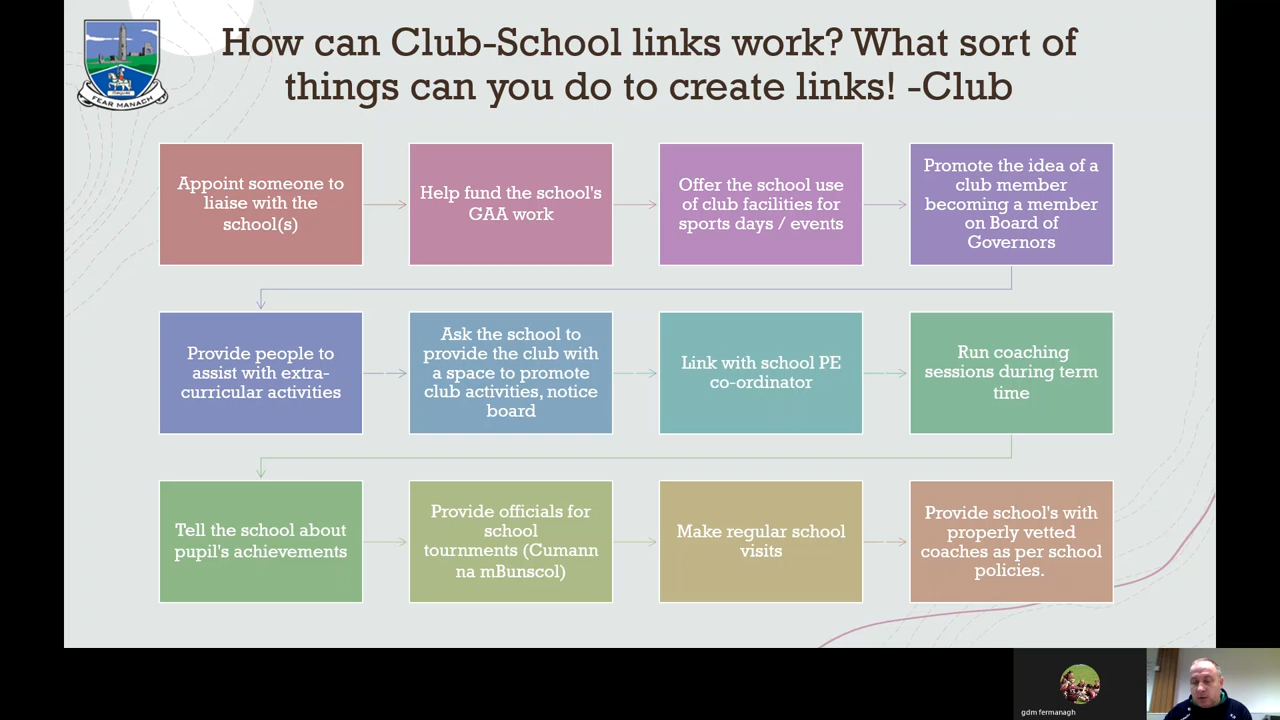 How can Club-School links work? What sort of
things can you do to create links! -Club
FEAR MANACH
Appoint someone to
liaise with the
school(s)
Help fund the school's
GAA work
Offer the school use
of club facilities for
sports days / events
Promote the idea of a
club member
becoming a member
on Board of
Governors
Provide people to
assist with extra-
curricular activities
Ask the school to
provide the club with
a space to promote
club activities, notice
board
Link with school PE
co-ordinator
Run coaching
sessions during term
time
Tell the school about
pupil's achievements
Provide officials for
school
tournments (Cumann
na mBunscol)
Make regular school
visits
Provide school's with
properly vetted
coaches as per school
policies.
gdm fermanagh